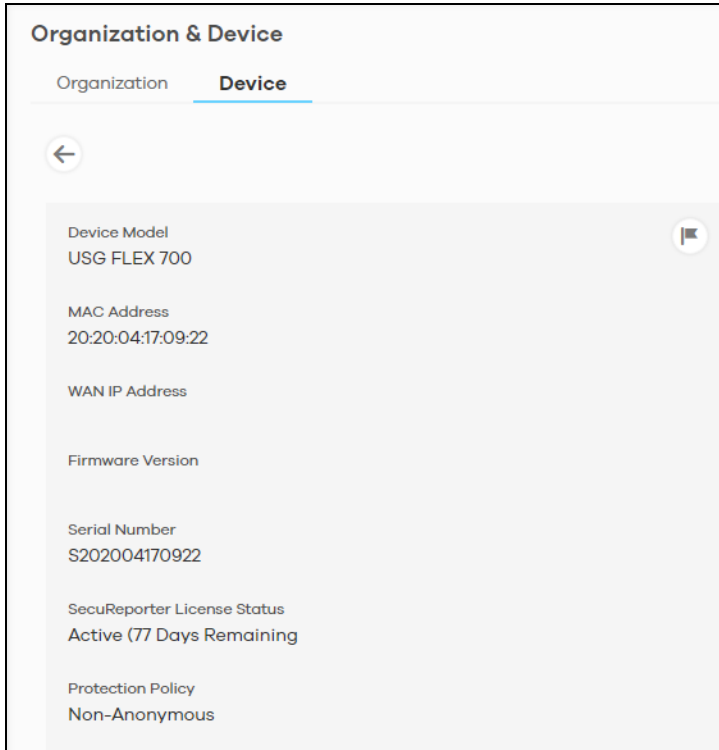 Organization & Device
Organization Device
Device Model
USG FLEX 700
MAC Address
20:20:04:17:09:22
WAN IP Address
Firmware Version
Serial Number
S202004170922
SecuReporter License Status
Active (77 Days Remaining
Protection Policy
Non-Anonymous